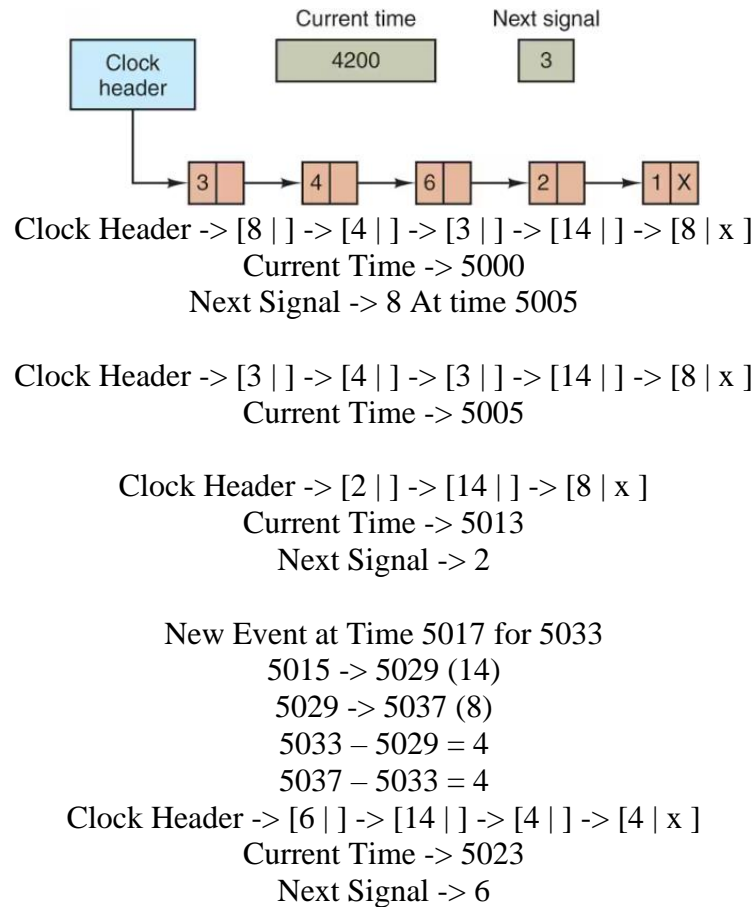 Current time Next signal
Clock header 4200 3
3 4 6 2 1 X
Clock Header -> [8 | ] -> [4 | ] -> [3 | ] -> [14 | ] -> [8 | x ]
Current Time -> 5000
Next Signal -> 8 At time 5005
Clock Header -> [3 | ] -> [4 | ] -> [3 | ] -> [14 | ] -> [8 | x ]
Current Time -> 5005
Clock Header -> [2 | ] -> [14 | ] -> [8 | x ]
Current Time -> 5013
Next Signal -> 2
New Event at Time 5017 for 5033
5015 -> 5029 (14)
5029 -> 5037 (8)
5033 – 5029 = 4
5037 – 5033 = 4
Clock Header -> [6 | ] -> [14 | ] -> [4 | ] -> [4 | x ]
Current Time -> 5023
Next Signal -> 6